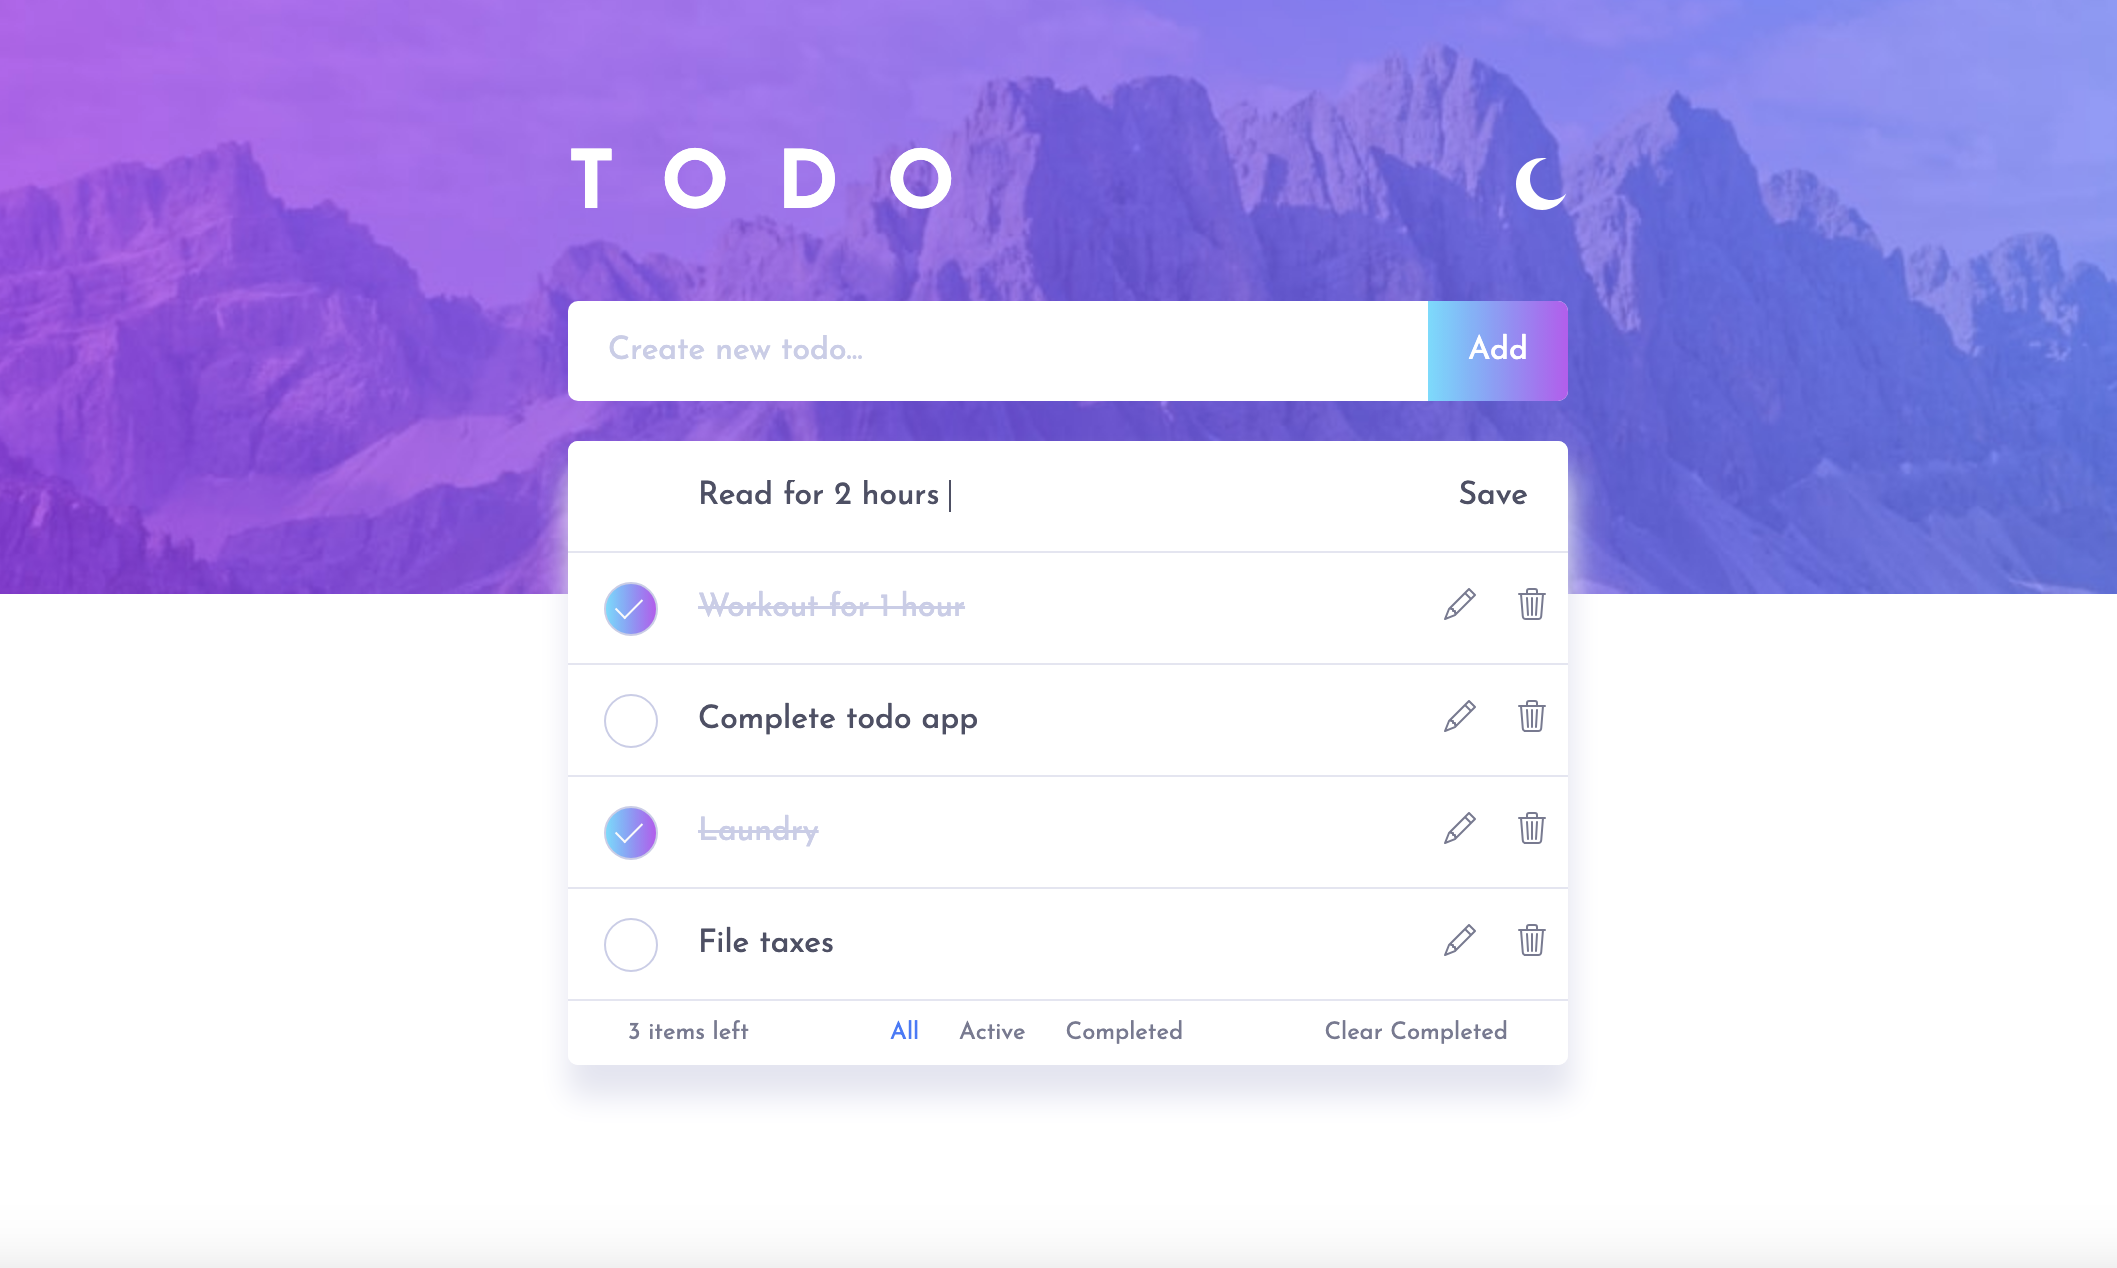 TODO
Create new todo...
Add
Read for 2 hours
Save
Workout for 1 hour
Complete todo app
Laundry
File taxes
3 items left
All
Active
Completed
Clear Completed